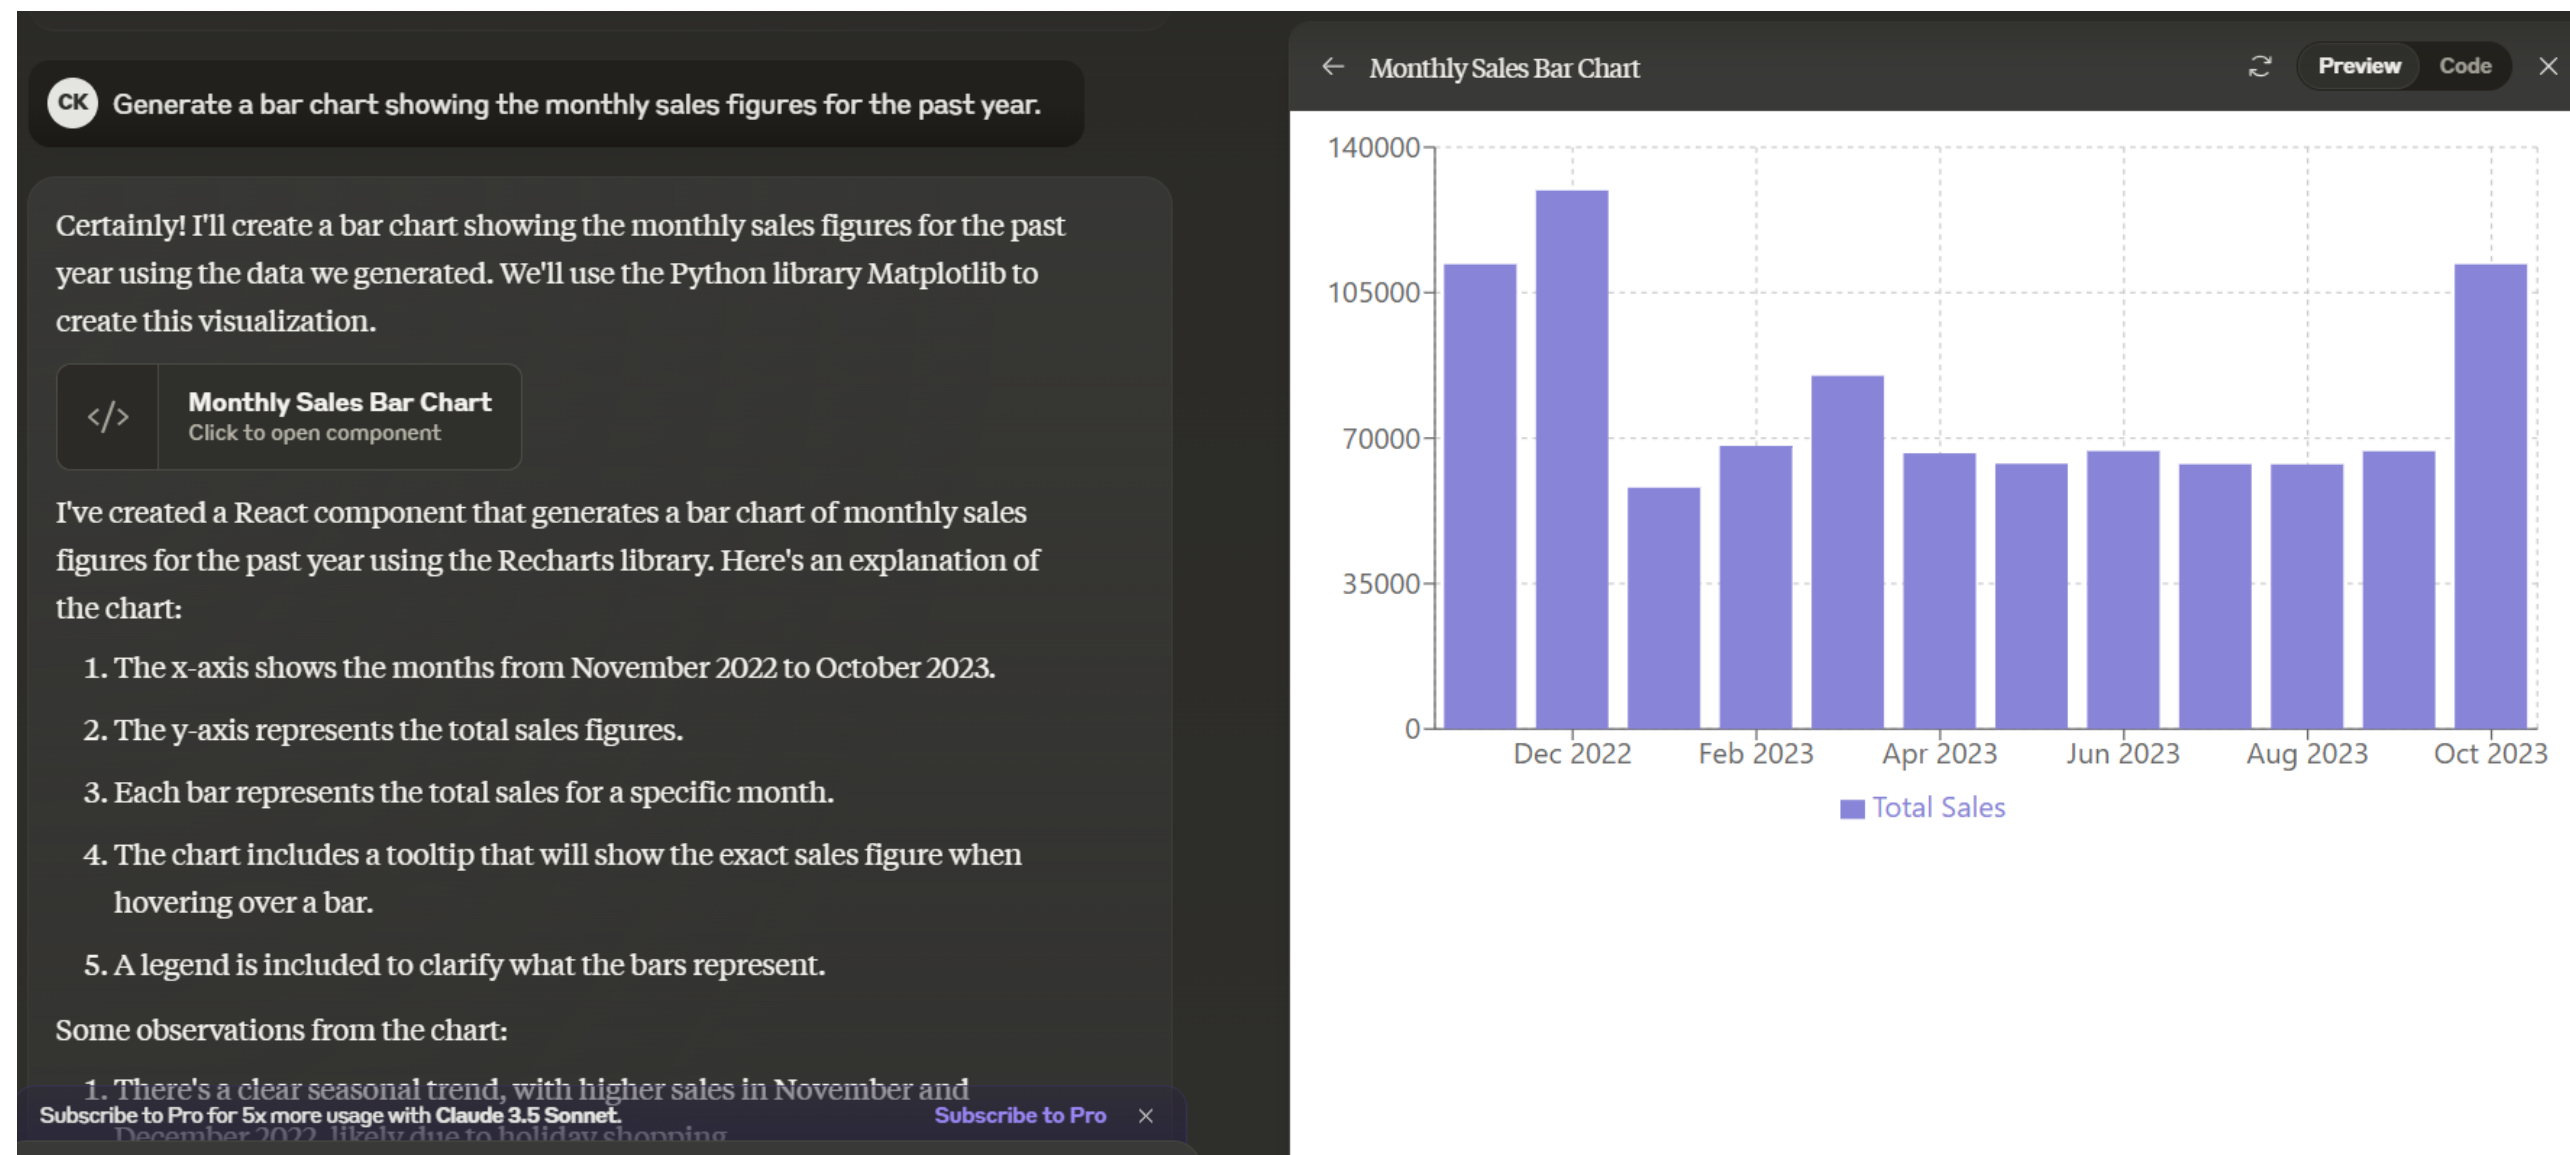 CK Generate a bar chart showing the monthly sales figures for the past year.
Certainly! I'll create a bar chart showing the monthly sales figures for the past
year using the data we generated. We'll use the Python library Matplotlib to
create this visualization.
</>
Monthly Sales Bar Chart
Click to open component
I've created a React component that generates a bar chart of monthly sales
figures for the past year using the Recharts library. Here's an explanation of
the chart:
1. The x-axis shows the months from November 2022 to October 2023.
2. The y-axis represents the total sales figures.
3. Each bar represents the total sales for a specific month.
4. The chart includes a tooltip that will show the exact sales figure when
hovering over a bar.
5. A legend is included to clarify what the bars represent.
Some observations from the chart:
1. There's a clear seasonal trend, with higher sales in November and
Subscribe to Pro for 5x more usage with Claude 3.5 Sonnet. Subscribe to Pro
December 2022, likely due to holiday shopping
Monthly Sales Bar Chart
Preview Code
140000
105000
70000
35000
0
Dec 2022 Feb 2023 Apr 2023 Jun 2023 Aug 2023 Oct 2023
Total Sales